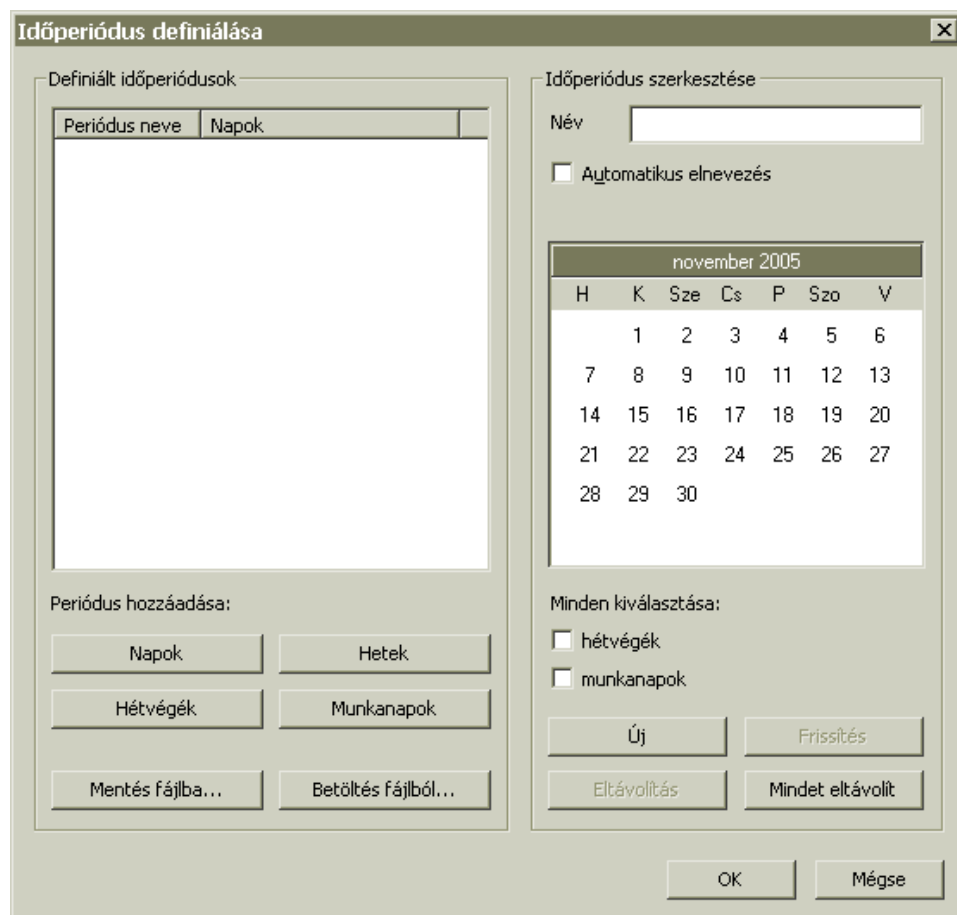 Időperiódus definiálása
Definiált időperiódusok
Periódus neve Napok
Periódus hozzáadása:
Napok Hetek
Hétvégék Munkanapok
Mentés fájlba... Betöltés fájlból...
Időperiódus szerkesztése
Név
Automatikus elnevezés
november 2005
H K Sze Cs P Szo V
1 2 3 4 5 6
7 8 9 10 11 12 13
14 15 16 17 18 19 20
21 22 23 24 25 26 27
28 29 30
Minden kiválasztása:
hétvégék
munkanapok
Új Frissítés
Eltávolítás Mindet eltávolít
OK Mégse